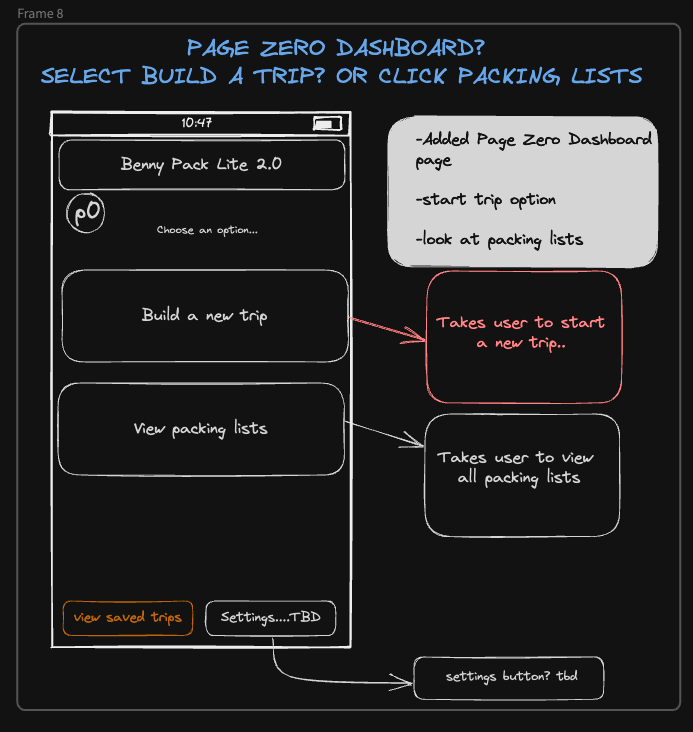 Frame 8
PAGE ZERO DASHBOARD?
SELECT BUILD A TRIP? OR CLICK PACKING LISTS
10:47
Benny Pack Lite 2.0
p0
Choose an option...
-Added Page Zero Dashboard
page
-start trip option
-look at packing lists
Build a new trip
Takes user to start
a new trip..
View packing lists
Takes user to view
all packing lists
view saved trips
Settings....TBD
settings button? tbd